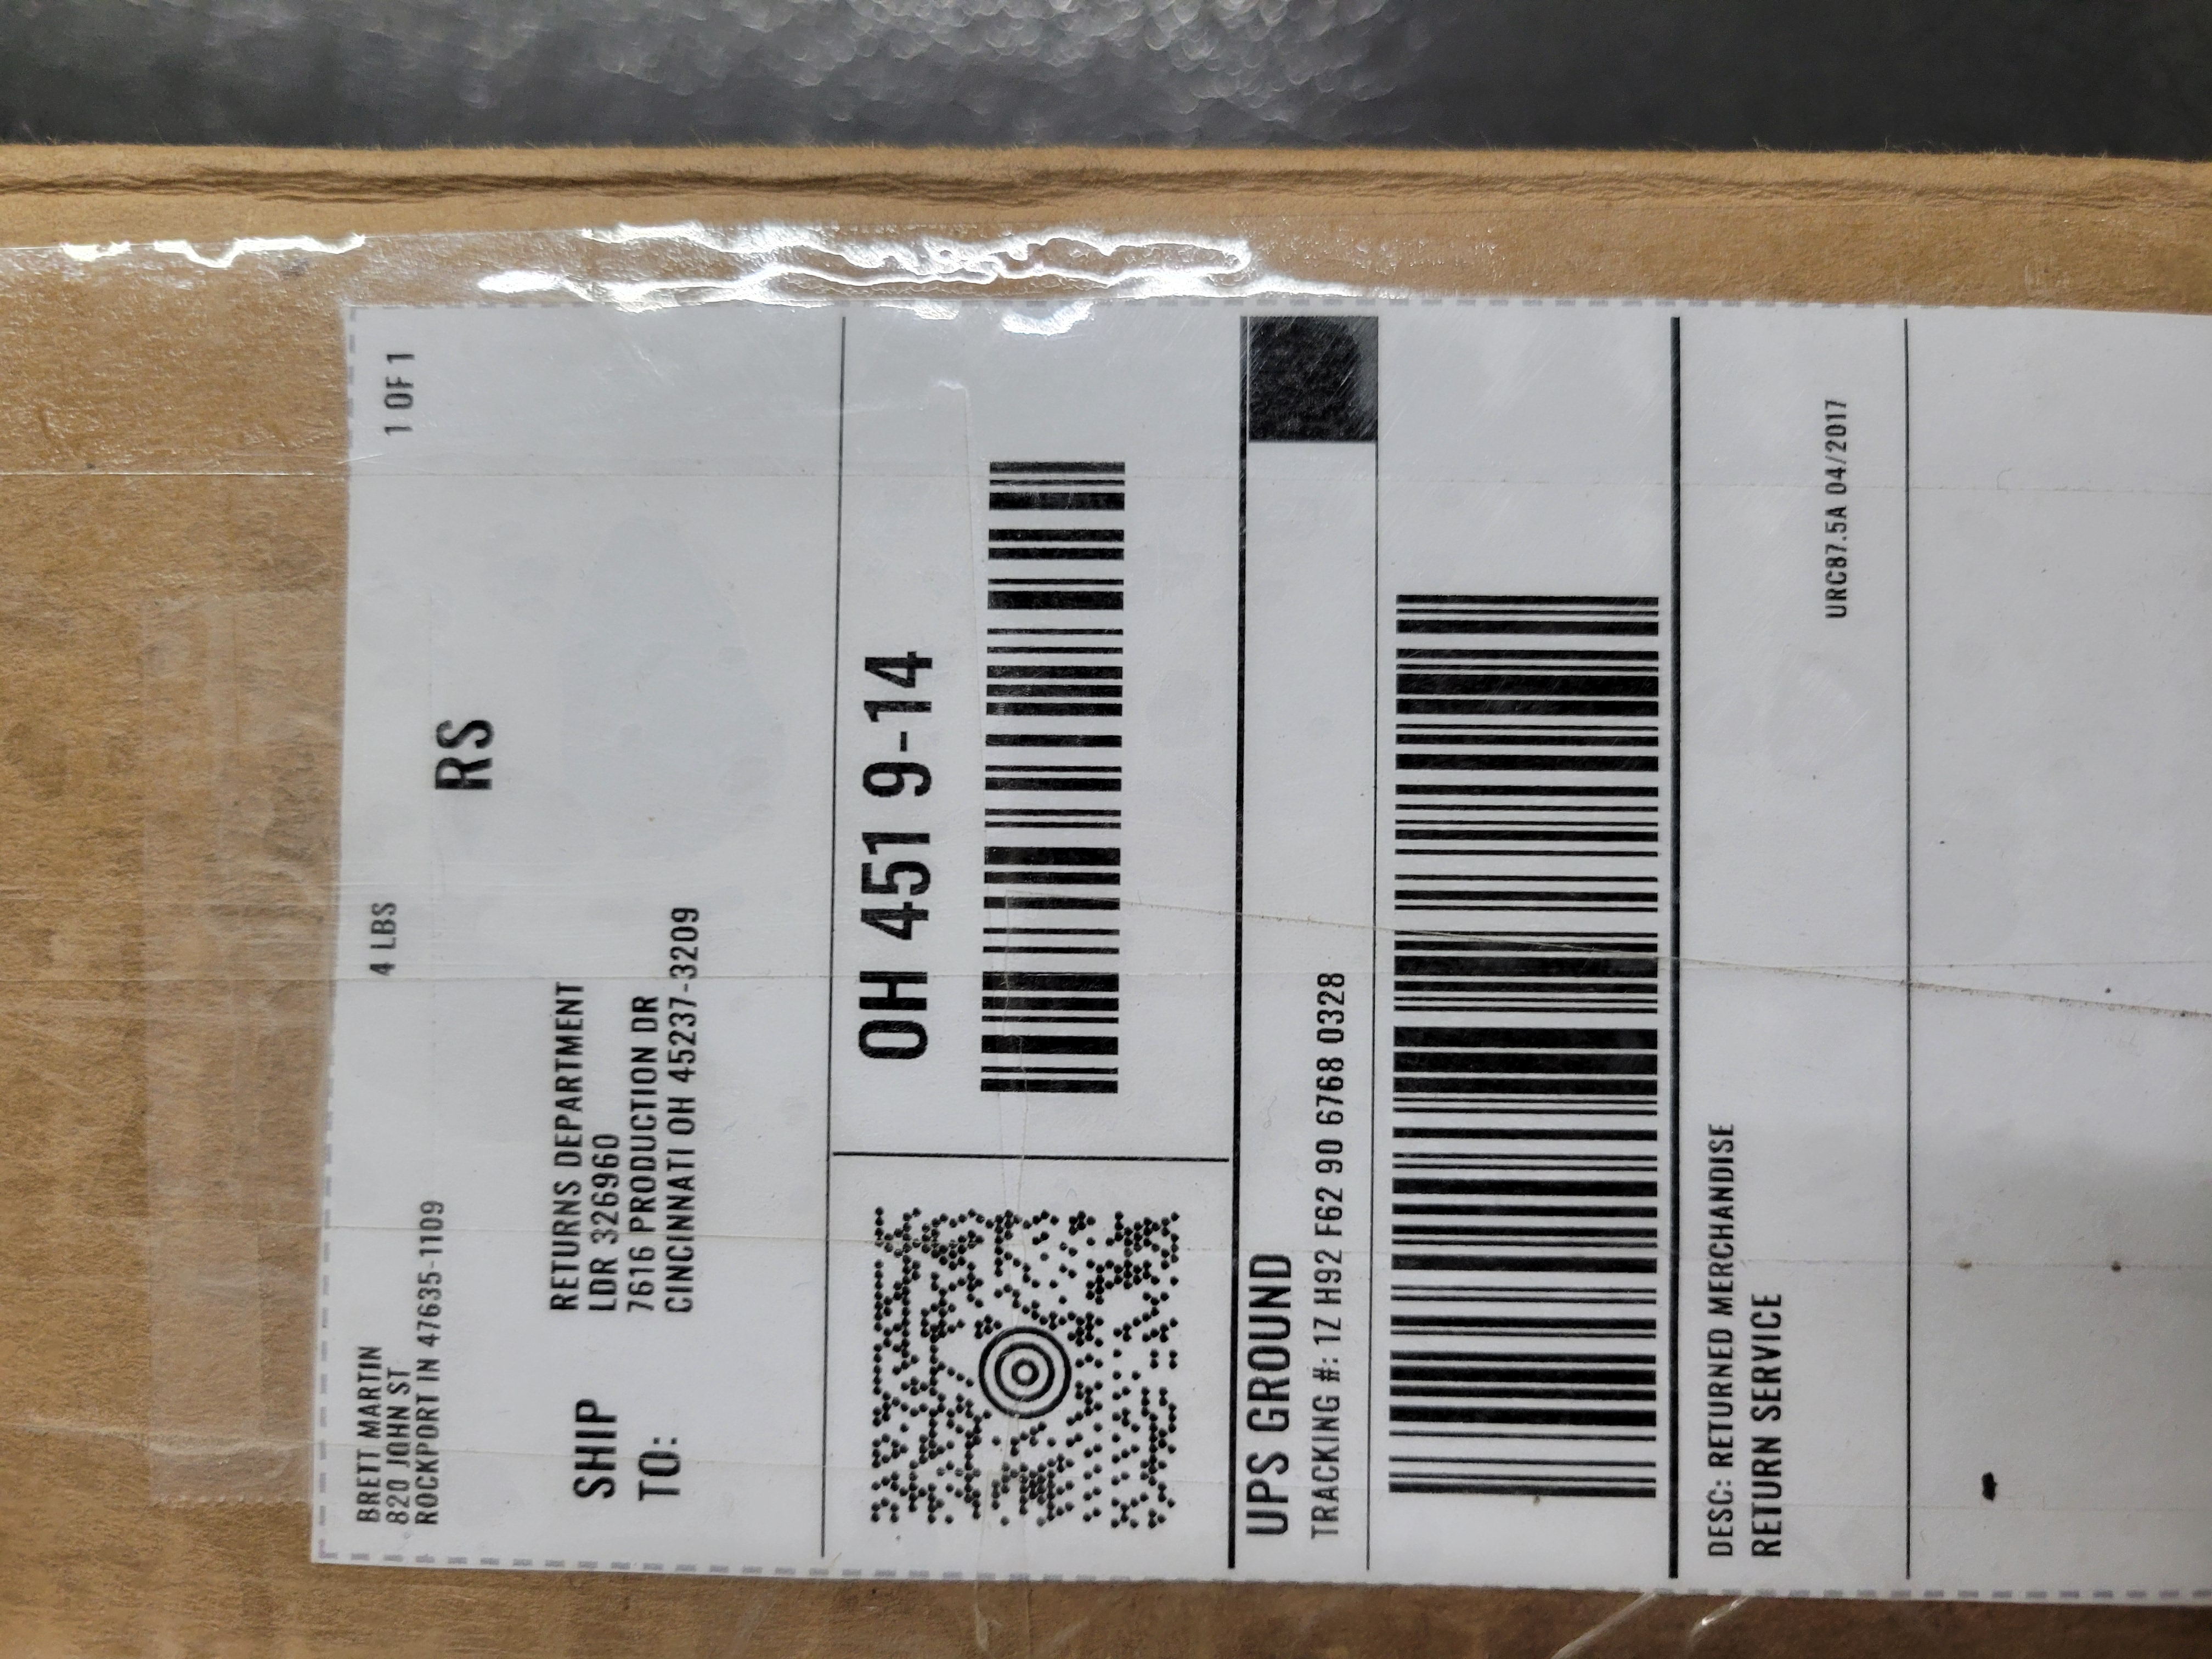 BRETT MARTIN
820 JOHN ST
ROCKPORT IN 47635-1109
4 LBS
1 OF 1
RS
SHIP
TO:
RETURNS DEPARTMENT
LDR 326960
7616 PRODUCTION DR
CINCINNATI OH 45237-3209
OH 451 9-14
UPS GROUND
TRACKING #: 1Z H92 F62 90 6768 0328
DESC: RETURNED MERCHANDISE
RETURN SERVICE
URC87.5A 04/2017